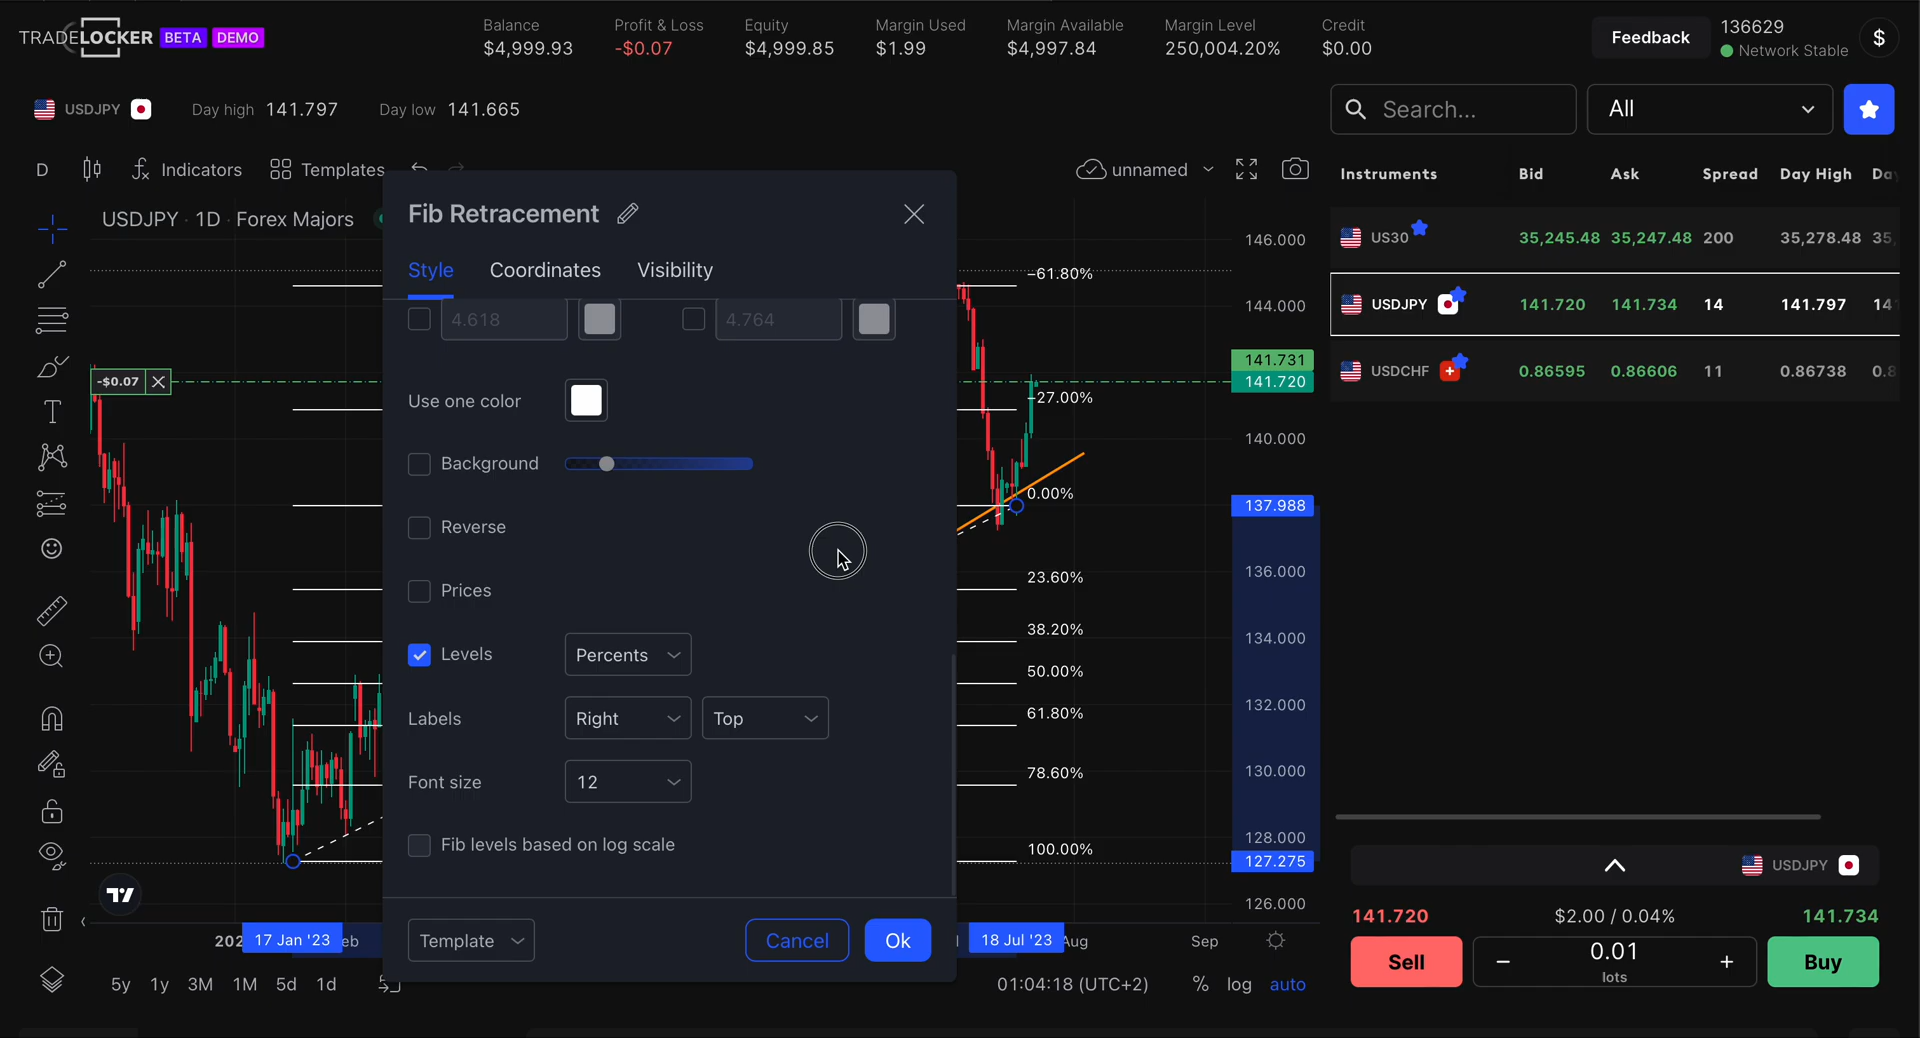 TRADELOCKER BETA DEMO
Balance
$4,999.93
Profit & Loss
-$0.07
Equity
$4,999.85
Margin Used
$1.99
Margin Available
$4,997.84
Margin Level
250,004.20%
Credit
$0.00
Feedback
136629
Network Stable
$
USDJPY
Day high 141.797
Day low 141.665
Search...
All
D
Indicators
Templates
unnamed
USDJPY · 1D · Forex Majors
Instruments Bid Ask Spread Day High
US30 35,245.48 35,247.48 200 35,278.48
USDJPY 141.720 141.734 14 141.797
USDCHF 0.86595 0.86606 11 0.86738
Fib Retracement
Style Coordinates Visibility
4.618
4.764
Use one color
Background
Reverse
Prices
Levels Percents
Labels Right Top
Font size 12
Fib levels based on log scale
Template
Cancel
Ok
-$0.07
T
-61.80%
-27.00%
0.00%
23.60%
38.20%
50.00%
61.80%
78.60%
100.00%
146.000
144.000
141.731
141.720
140.000
137.988
136.000
134.000
132.000
130.000
128.000
127.275
126.000
17 Jan '23
18 Jul '23
Aug
Sep
5y 1y 3M 1M 5d 1d
01:04:18 (UTC+2)
% log auto
USDJPY
141.720
$2.00 / 0.04%
141.734
Sell
− 0.01 +
lots
Buy